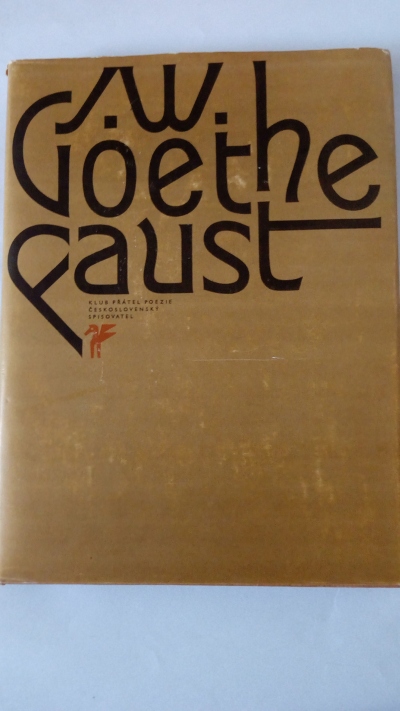 J.W.
Goethe
Faust
KLUB PŘÁTEL POEZIE
ČESKOSLOVENSKÝ
SPISOVATEL